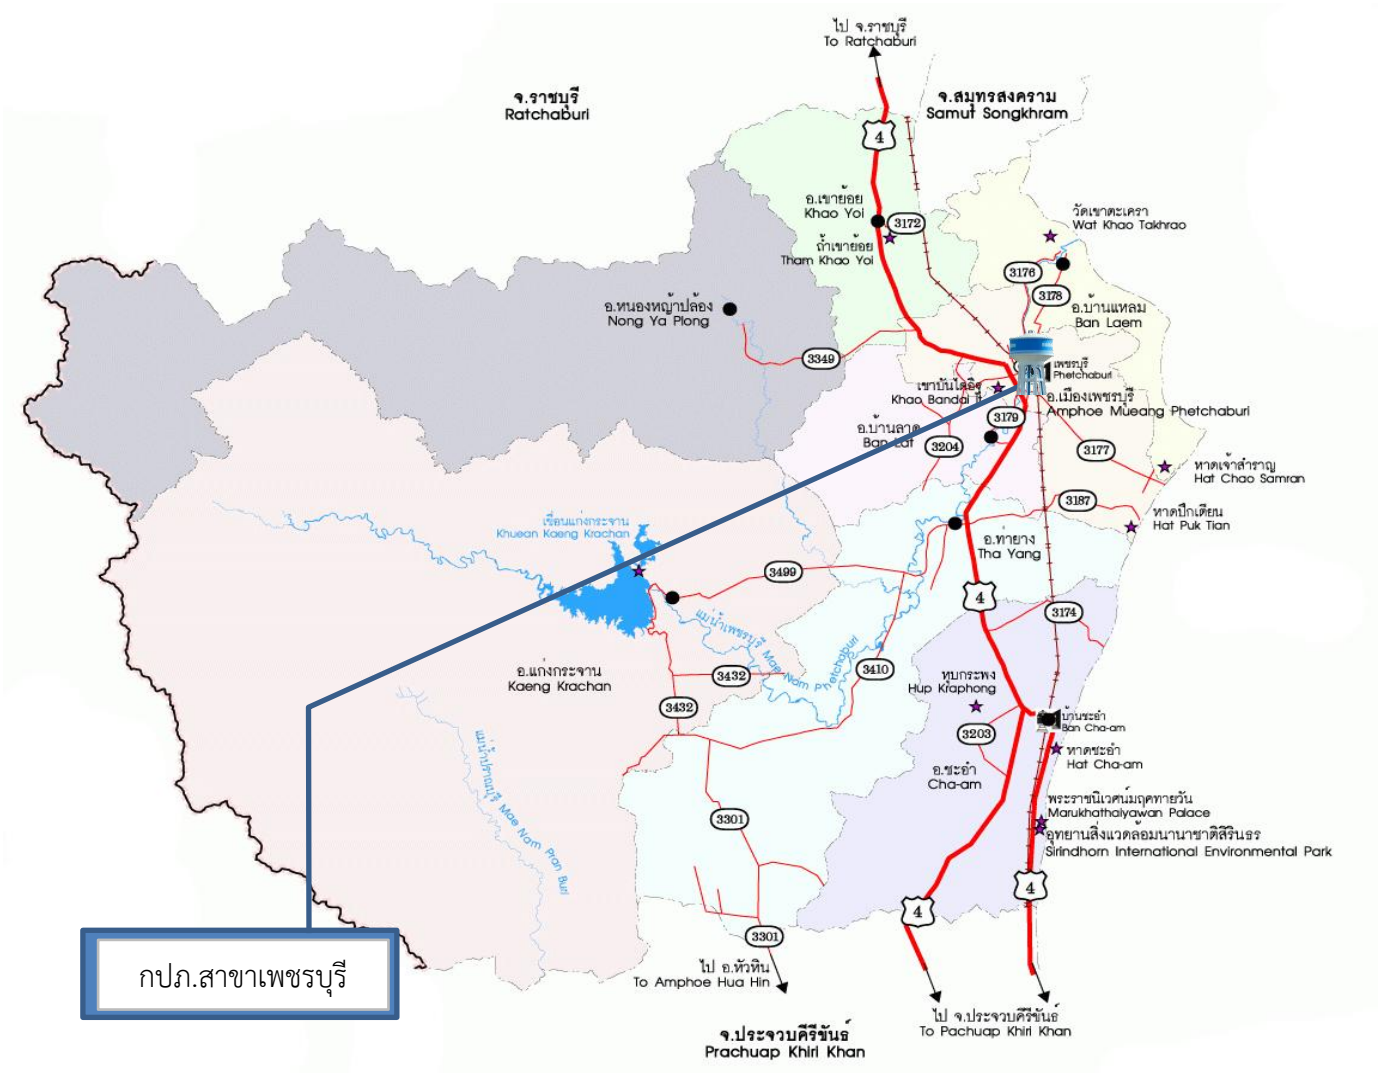 ไป จ.ราชบุรี
To Ratchaburi
จ.ราชบุรี
Ratchaburi
จ.สมุทรสงคราม
Samut Songkhram
4
อ.เขาย้อย
Khao Yoi
3172
ถ้ำเขาย้อย
Tham Khao Yoi
วัดเขาตะเครา
Wat Khao Takhrao
3176
3178
อ.บ้านแหลม
Ban Laem
อ.หนองหญ้าปล้อง
Nong Ya Plong
3349
เพชรบุรี
Phetchaburi
เขาบันไดอิฐ
Khao Bandai It
อ.เมืองเพชรบุรี
Amphoe Mueang Phetchaburi
3179
อ.บ้านลาด
Ban Lat
3204
3177
หาดเจ้าสำราญ
Hat Chao Samran
3187
หาดปึกเตียน
Hat Puk Tian
เขื่อนแก่งกระจาน
Khuean Kaeng Krachan
อ.ท่ายาง
Tha Yang
3499
4
3174
แม่น้ำเพชรบุรี Mae Nam Phetchaburi
อ.แก่งกระจาน
Kaeng Krachan
3432
3410
หุบกระพง
Hup Kraphong
3432
3203
บ้านชะอำ
Ban Cha-am
หาดชะอำ
Hat Cha-am
อ.ชะอำ
Cha-am
แม่น้ำปราณบุรี Mae Nam Pran Buri
พระราชนิเวศน์มฤคทายวัน
Marukhathaiyawan Palace
อุทยานสิ่งแวดล้อมนานาชาติสิรินธร
Sirindhorn International Environmental Park
3301
4
4
3301
กปภ.สาขาเพชรบุรี
ไป อ.หัวหิน
To Amphoe Hua Hin
ไป จ.ประจวบคีรีขันธ์
To Pachuap Khiri Khan
จ.ประจวบคีรีขันธ์
Prachuap Khiri Khan